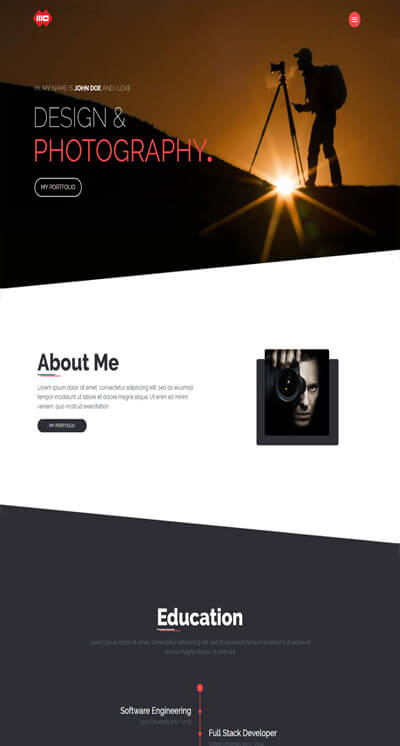 HI! MY NAME IS JOHN DOE AND I LOVE
DESIGN &
PHOTOGRAPHY.
MY PORTFOLIO
About Me
Lorem ipsum dolor sit amet, consectetur adipiscing elit, sed do eiusmod
tempor incididunt ut labore et dolore magna aliqua. Ut enim ad minim
veniam, quis nostrud exercitation
MY PORTFOLIO
Education
Lorem ipsum dolor sit amet, consectetur adipiscing elit, sed do eiusmod tempor incididunt ut labore et
dolore magna aliqua. Ut enim ad
Software Engineering
Full Stack Developer